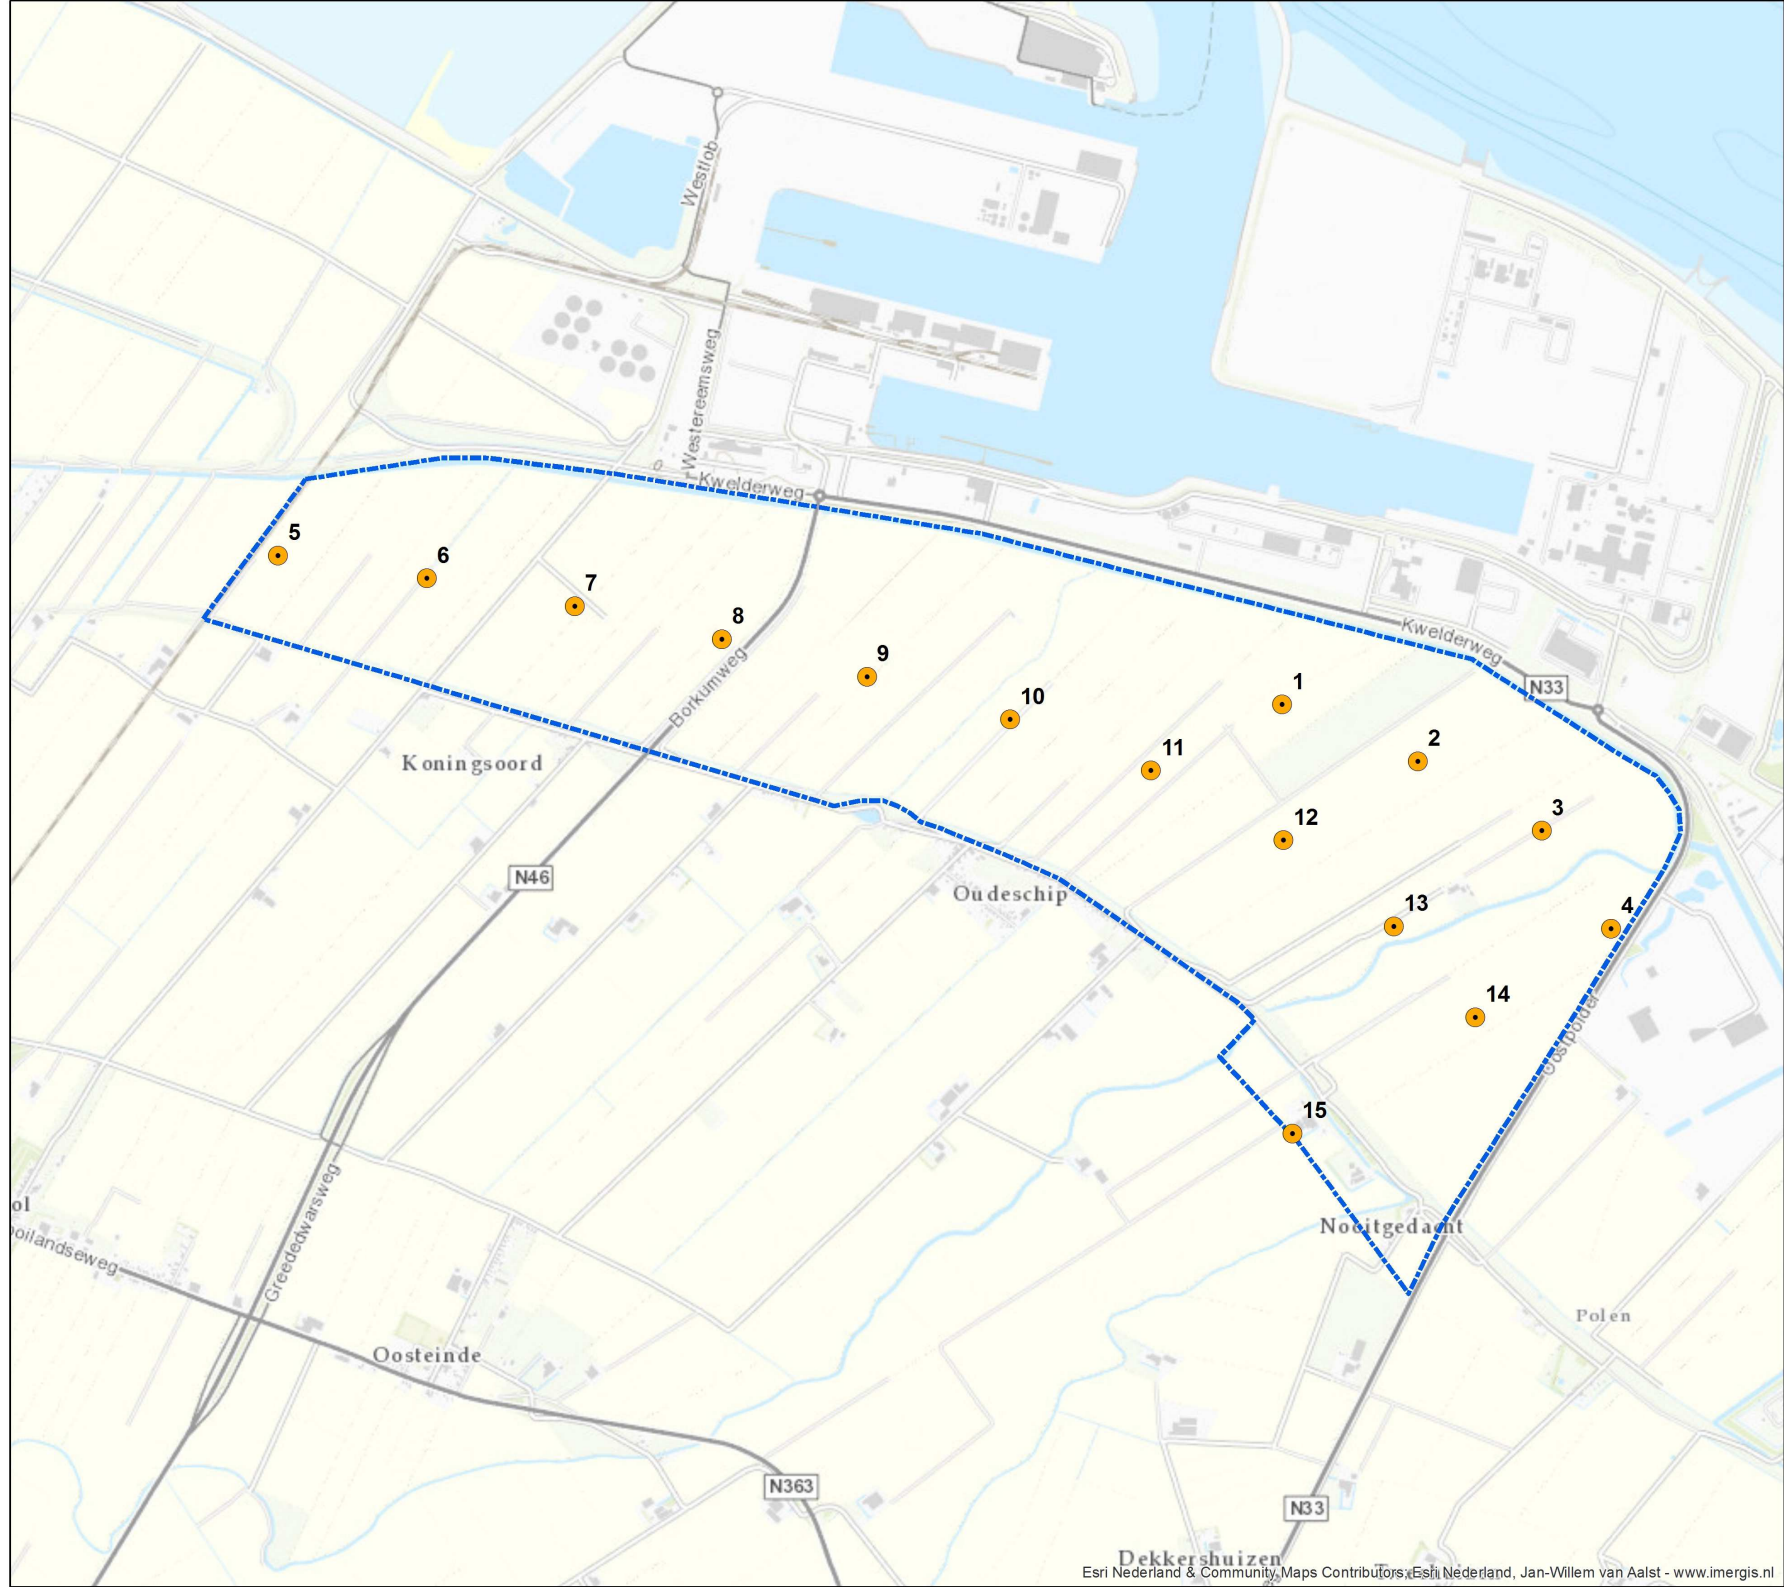 Westlob
Westereemsweg
Kwelderweg
5
6
7
8
9
10
11
1
2
3
4
12
13
14
15
Kwelderweg
N33
Borkumweg
Koningsoord
N46
Oudeschip
Oostpolder
Nooitgedacht
Polen
Greededwarsweg
ol
oilandseweg
Oosteinde
N363
N33
Dekkershuizen
Esri Nederland & Community Maps Contributors; Esri Nederland, Jan-Willem van Aalst - www.imergis.nl